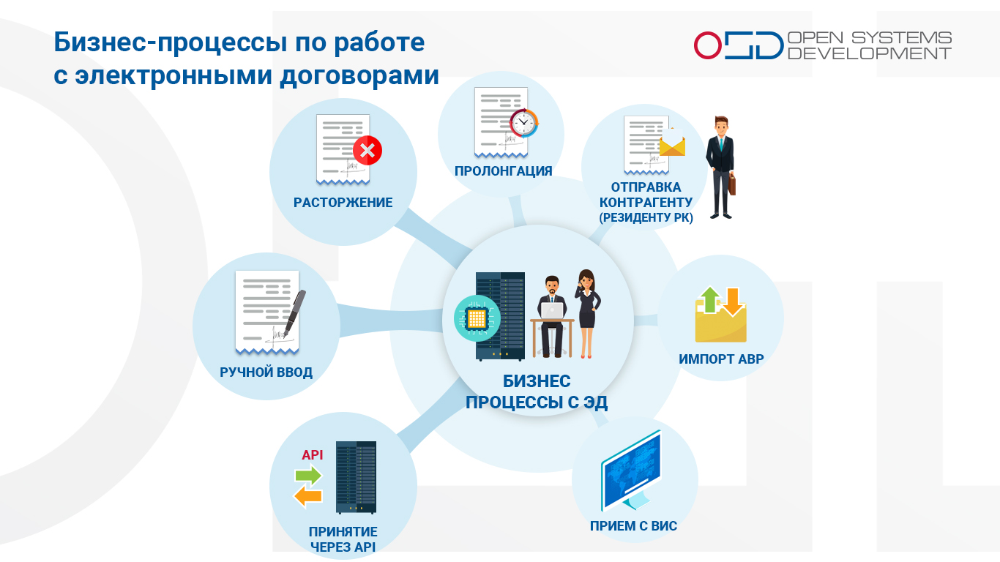 Бизнес-процессы по работе
с электронными договорами
OSD OPEN SYSTEMS
DEVELOPMENT
РАСТОРЖЕНИЕ
ПРОЛОНГАЦИЯ
ОТПРАВКА
КОНТРАГЕНТУ
(РЕЗИДЕНТУ РК)
РУЧНОЙ ВВОД
БИЗНЕС
ПРОЦЕССЫ С ЭД
ИМПОРТ АВР
API
ПРИНЯТИЕ
ЧЕРЕЗ API
ПРИЕМ С ВИС